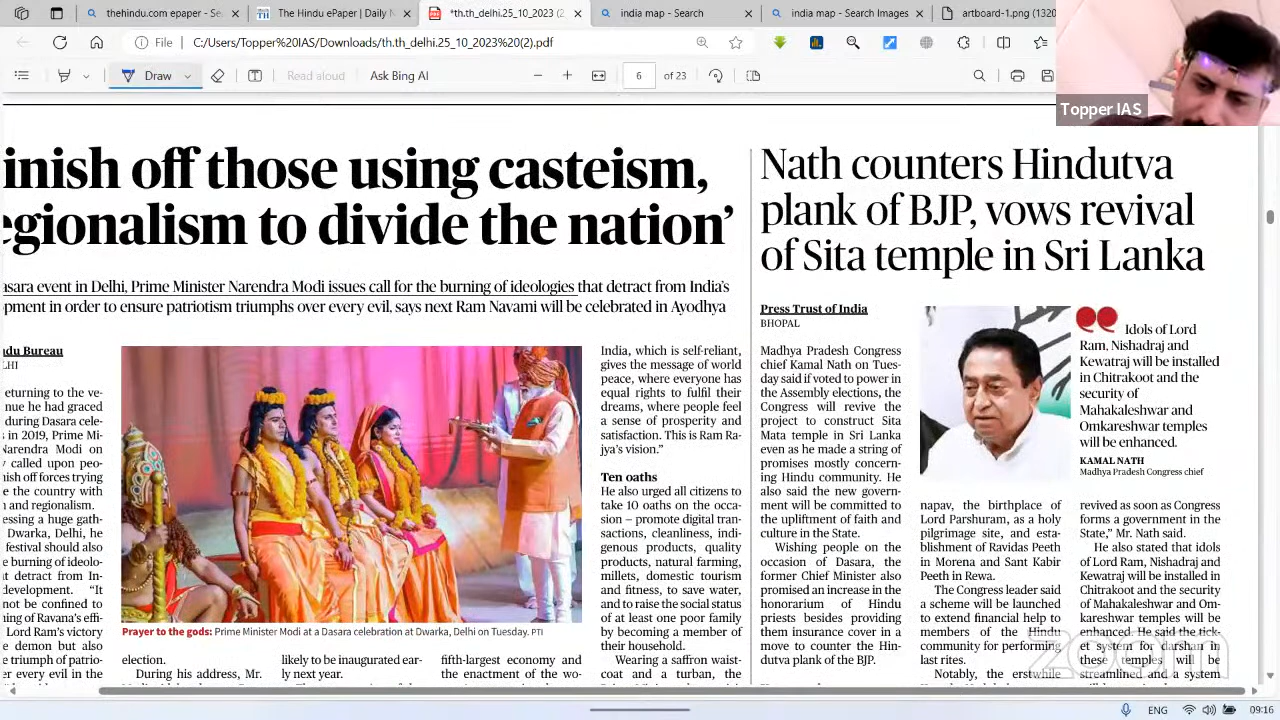 thehindu.com epaper - Se
TheHindu ePaper | Daily N
*th.th_delhi.25_10_2023 (2
india map - Search
india map - Search Images
artboard-1.png (1320
File
C:/Users/Topper%20IAS/Downloads/th.th_delhi.25_10_2023%20(2).pdf
Draw
Read aloud
Ask Bing AI
6
of 23
Topper IAS
inish off those using casteism,
egionalism to divide the nation’
asara event in Delhi, Prime Minister Narendra Modi issues call for the burning of ideologies that detract from India’s
opment in order to ensure patriotism triumphs over every evil, says next Ram Navami will be celebrated in Ayodhya
ndu Bureau
LHI
eturning to the ve-
nue he had graced
during Dasara cele-
s in 2019, Prime Mi-
Narendra Modi on
y called upon peo-
nish off forces trying
e the country with
n and regionalism.
essing a huge gath-
Dwarka, Delhi, he
festival should also
e burning of ideolo-
t detract from In-
development. “It
not be confined to
ning of Ravana’s effi-
Lord Ram’s victory
e demon but also
e triumph of patrio-
er every evil in the
Prayer to the gods: Prime Minister Modi at a Dasara celebration at Dwarka, Delhi on Tuesday. PTI
election.
During his address, Mr.
likely to be inaugurated ear-
ly next year.
fifth-largest economy and
the enactment of the wo-
India, which is self-reliant,
gives the message of world
peace, where everyone has
equal rights to fulfil their
dreams, where people feel
a sense of prosperity and
satisfaction. This is Ram Ra-
jya’s vision.”
Ten oaths
He also urged all citizens to
take 10 oaths on the occa-
sion — promote digital tran-
sactions, cleanliness, indi-
genous products, quality
products, natural farming,
millets, domestic tourism
and fitness, to save water,
and to raise the social status
of at least one poor family
by becoming a member of
their household.
Wearing a saffron waist-
coat and a turban, the
Nath counters Hindutva
plank of BJP, vows revival
of Sita temple in Sri Lanka
Press Trust of India
BHOPAL
Madhya Pradesh Congress
chief Kamal Nath on Tues-
day said if voted to power in
the Assembly elections, the
Congress will revive the
project to construct Sita
Mata temple in Sri Lanka
even as he made a string of
promises mostly concern-
ing Hindu community. He
also said the new govern-
ment will be committed to
the upliftment of faith and
culture in the State.
Wishing people on the
occasion of Dasara, the
former Chief Minister also
promised an increase in the
honorarium of Hindu
priests besides providing
them insurance cover in a
move to counter the Hin-
dutva plank of the BJP.
Idols of Lord
Ram, Nishadraj and
Kewatraj will be installed
in Chitrakoot and the
security of
Mahakaleshwar and
Omkareshwar temples
will be enhanced.
KAMAL NATH
Madhya Pradesh Congress chief
napav, the birthplace of
Lord Parshuram, as a holy
pilgrimage site, and esta-
blishment of Ravidas Peeth
in Morena and Sant Kabir
Peeth in Rewa.
The Congress leader said
a scheme will be launched
to extend financial help to
members of the Hindu
community for performing
last rites.
Notably, the erstwhile
revived as soon as Congress
forms a government in the
State,” Mr. Nath said.
He also stated that idols
of Lord Ram, Nishadraj and
Kewatraj will be installed in
Chitrakoot and the security
of Mahakaleshwar and Om-
kareshwar temples will be
enhanced. He said the tick-
et system for darshan in
these temples will be
streamlined and a system
zoom
ENG
09:16